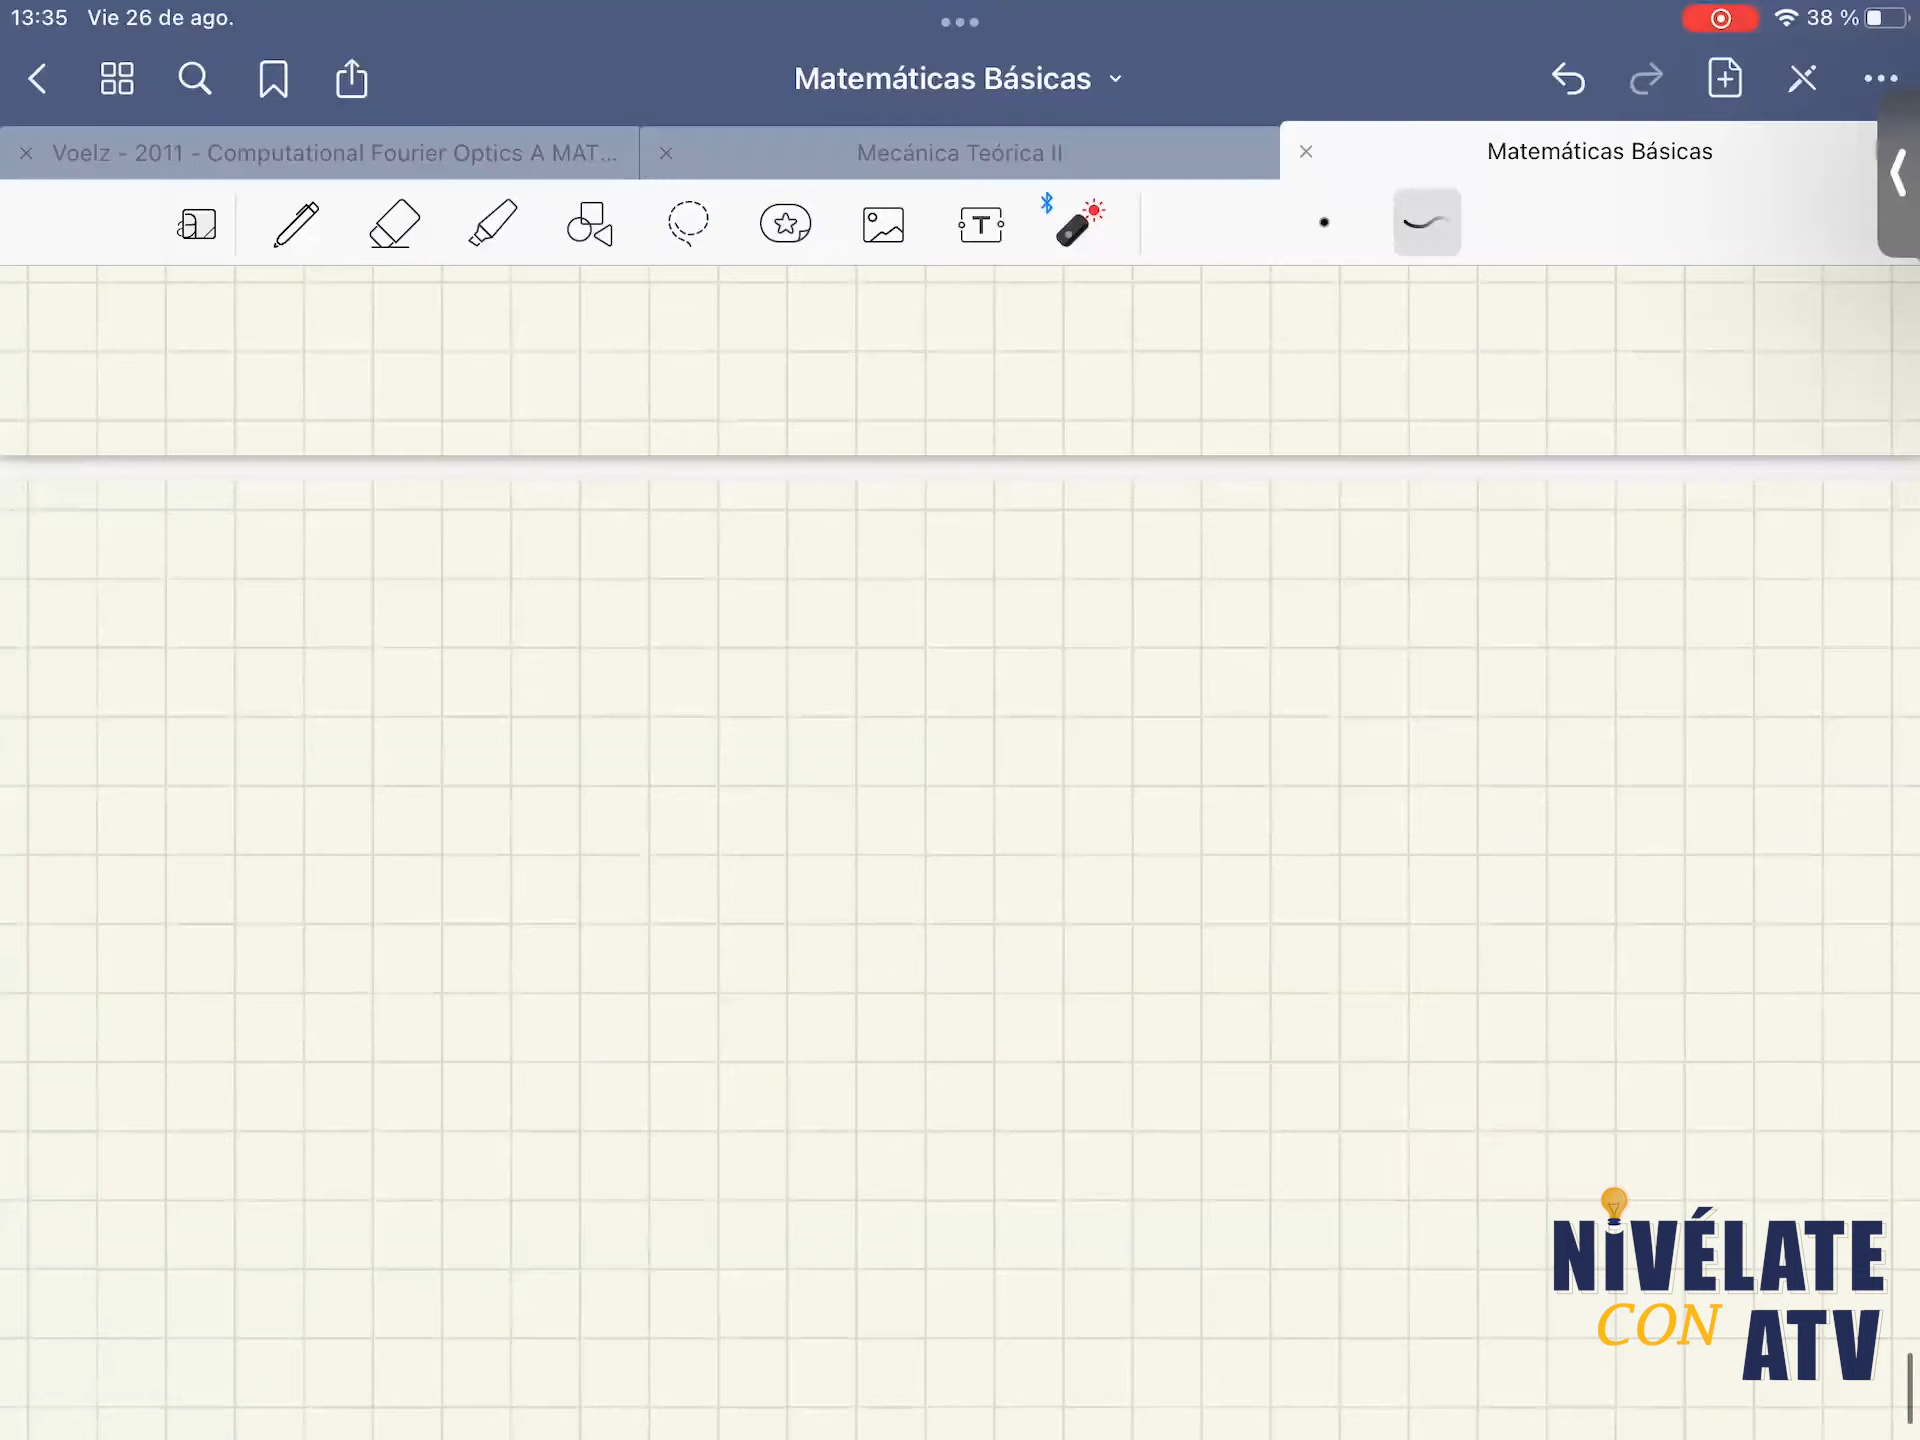 13:35 Vie 26 de ago.
38 %
Matemáticas Básicas
Voelz - 2011 - Computational Fourier Optics A MAT...
Mecánica Teórica II
Matemáticas Básicas
NIVÉLATE
CON
ATV